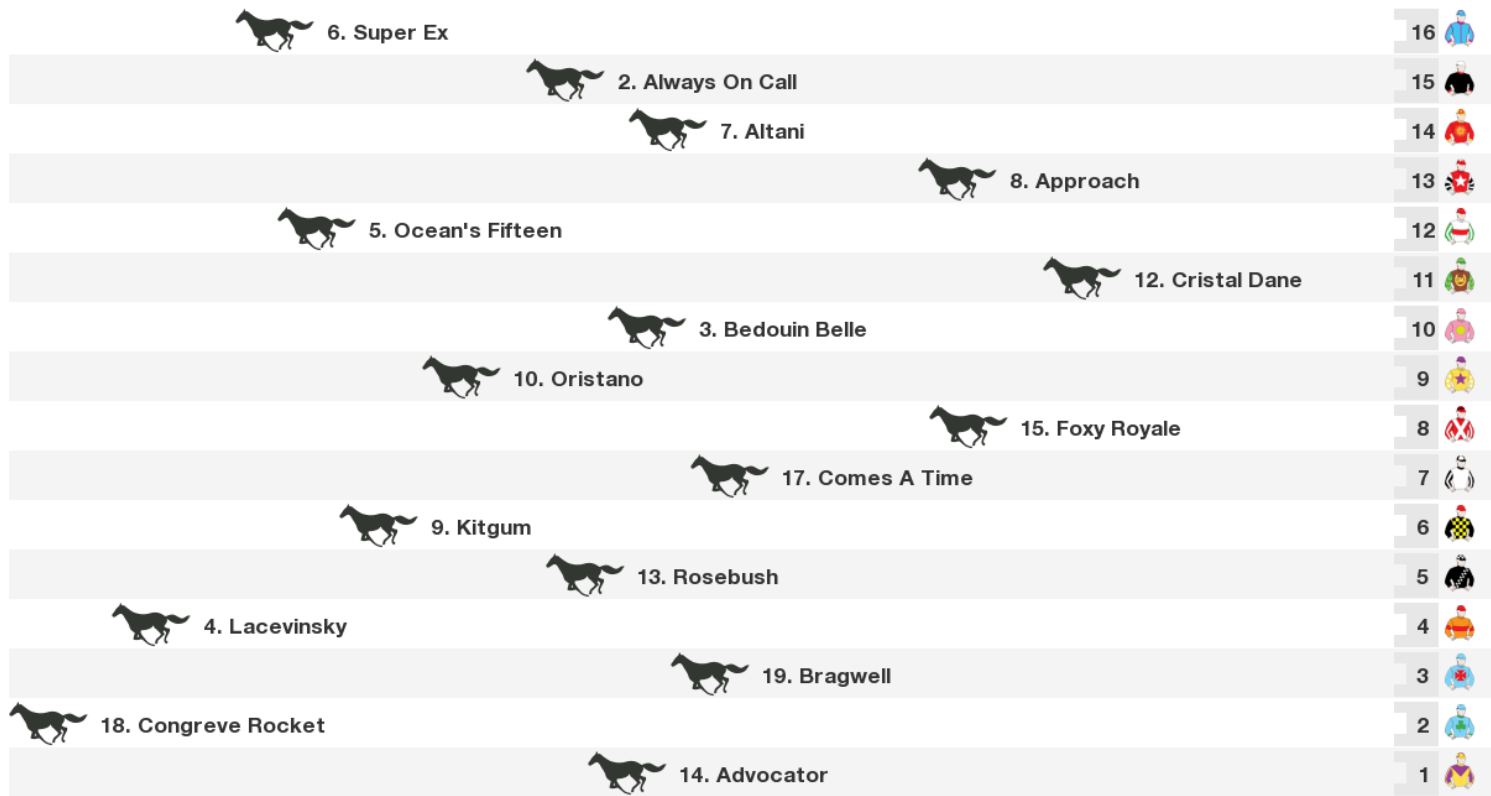 6. Super Ex 16
2. Always On Call 15
7. Altani 14
8. Approach 13
5. Ocean's Fifteen 12
12. Cristal Dane 11
3. Bedouin Belle 10
10. Oristano 9
15. Foxy Royale 8
17. Comes A Time 7
9. Kitgum 6
13. Rosebush 5
4. Lacevinsky 4
19. Bragwell 3
18. Congreve Rocket 2
14. Advocator 1